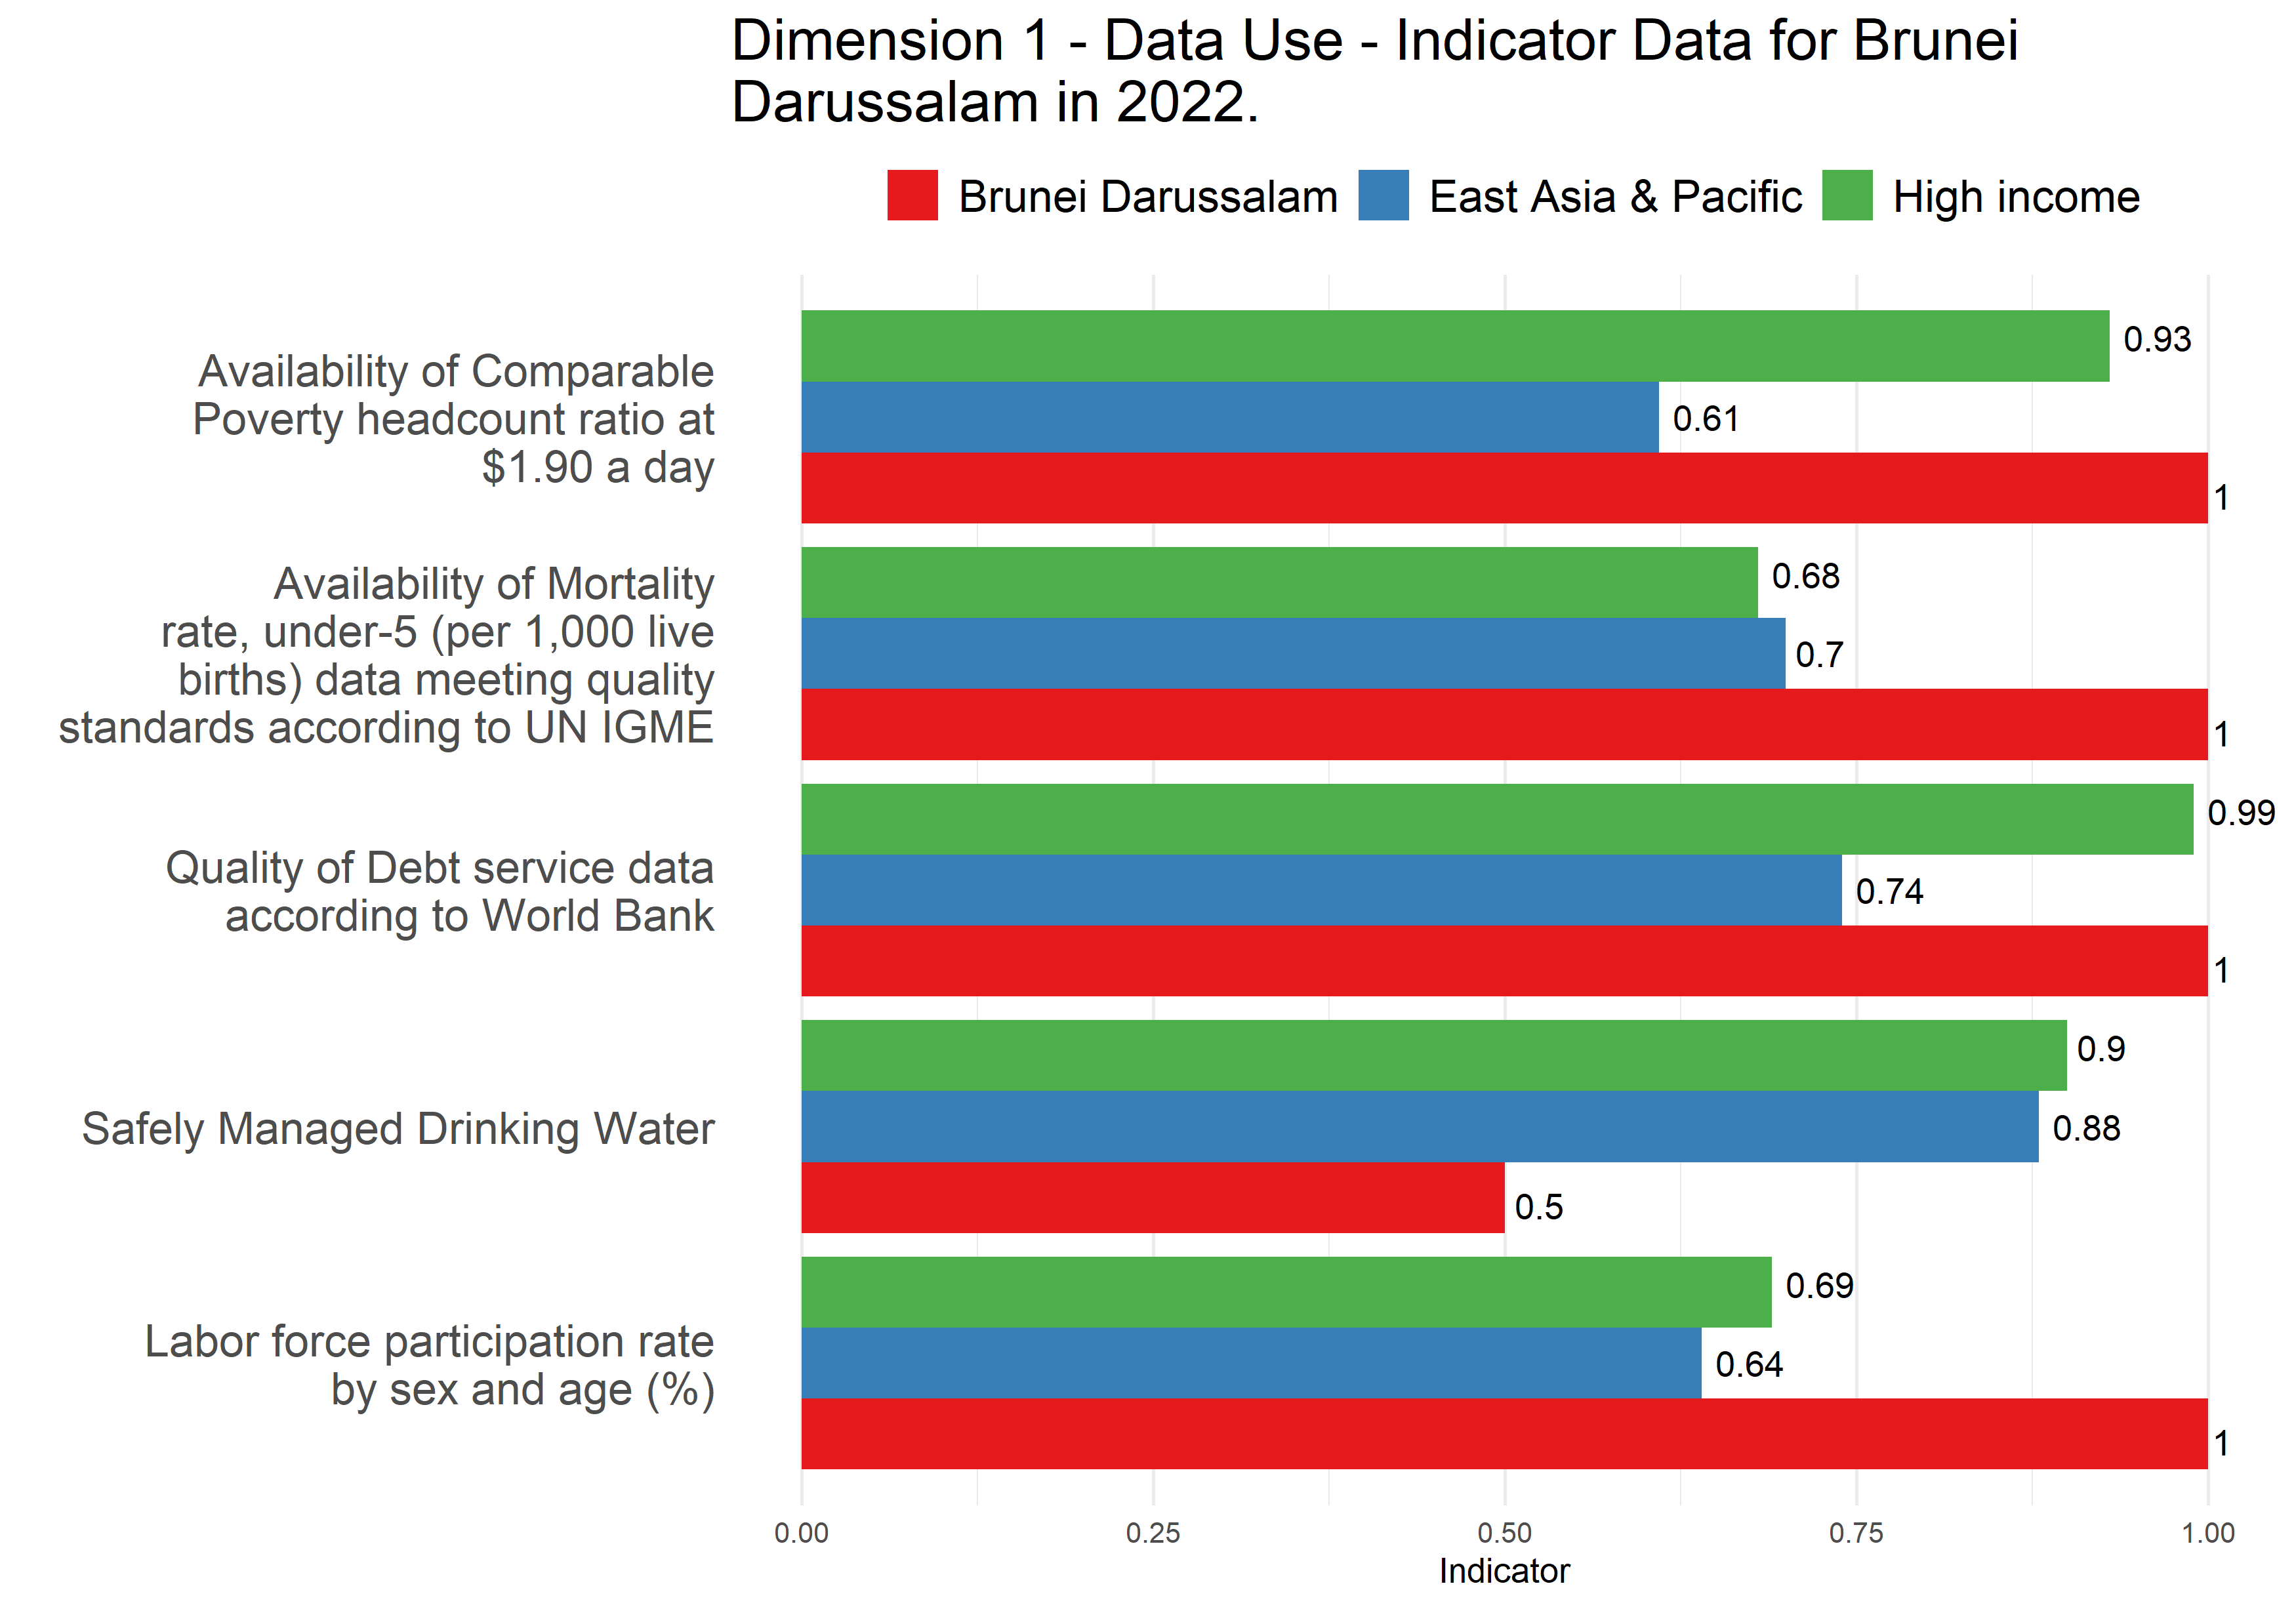 Dimension 1 - Data Use - Indicator Data for Brunei
Darussalam in 2022.
Brunei Darussalam
East Asia & Pacific
High income
Availability of Comparable
Poverty headcount ratio at
$1.90 a day
0.93
0.61
1
Availability of Mortality
rate, under-5 (per 1,000 live
births) data meeting quality
standards according to UN IGME
0.68
0.7
1
Quality of Debt service data
according to World Bank
0.99
0.74
1
Safely Managed Drinking Water
0.9
0.88
0.5
Labor force participation rate
by sex and age (%)
0.69
0.64
1
0.00
0.25
0.50
0.75
1.00
Indicator